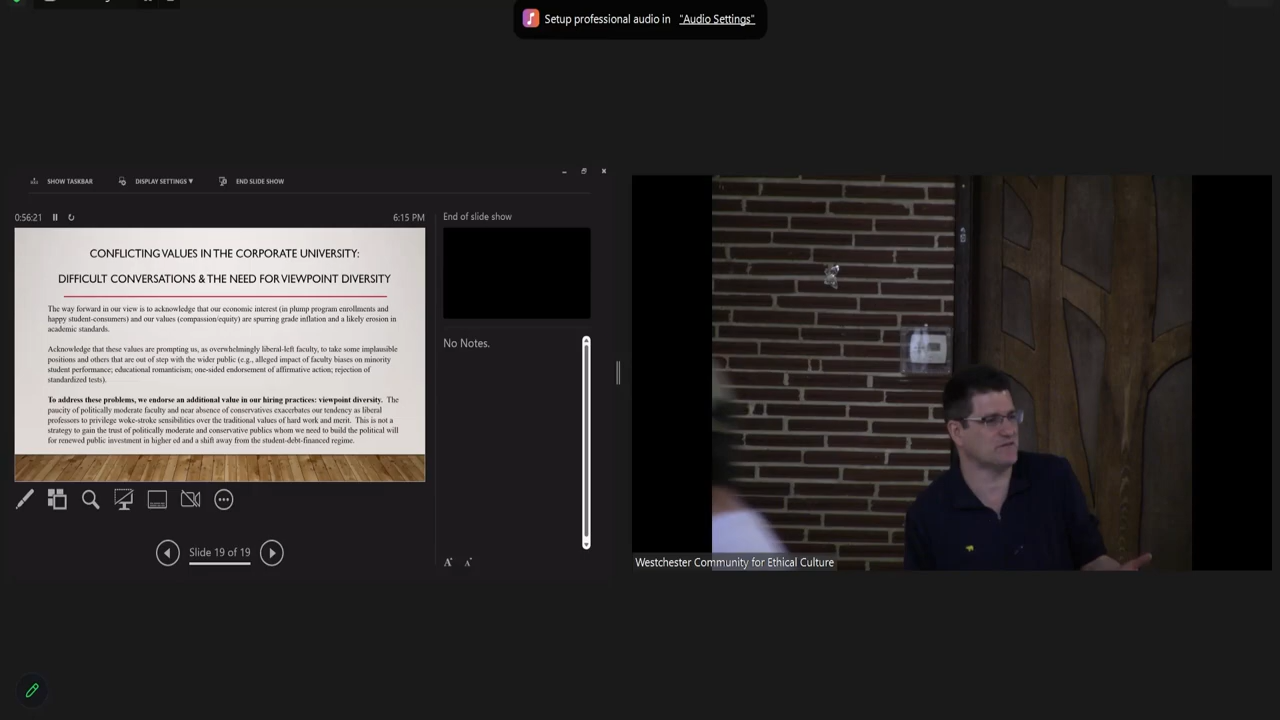 Setup professional audio in "Audio Settings"
SHOW TASKBAR DISPLAY SETTINGS ▼ END SLIDE SHOW
0:56:21 6:15 PM
End of slide show
CONFLICTING VALUES IN THE CORPORATE UNIVERSITY:
DIFFICULT CONVERSATIONS & THE NEED FOR VIEWPOINT DIVERSITY
The way forward in our view is to acknowledge that our economic interest (in plump program enrollments and
happy student-consumers) and our values (compassion/equity) are spurring grade inflation and a likely erosion in
academic standards.
Acknowledge that these values are prompting us, as overwhelmingly liberal-left faculty, to take some implausible
positions and others that are out of step with the wider public (e.g., alleged impact of faculty biases on minority
student performance; educational romanticism; one-sided endorsement of affirmative action; rejection of
standardized tests).
To address these problems, we endorse an additional value in our hiring practices: viewpoint diversity. The
paucity of politically moderate faculty and near absence of conservatives exacerbates our tendency as liberal
professors to privilege woke-stroke sensibilities over the traditional values of hard work and merit. This is not a
strategy to gain the trust of politically moderate and conservative publics whom we need to build the political will
for renewed public investment in higher ed and a shift away from the student-debt-financed regime.
No Notes.
Slide 19 of 19
A A
Westchester Community for Ethical Culture